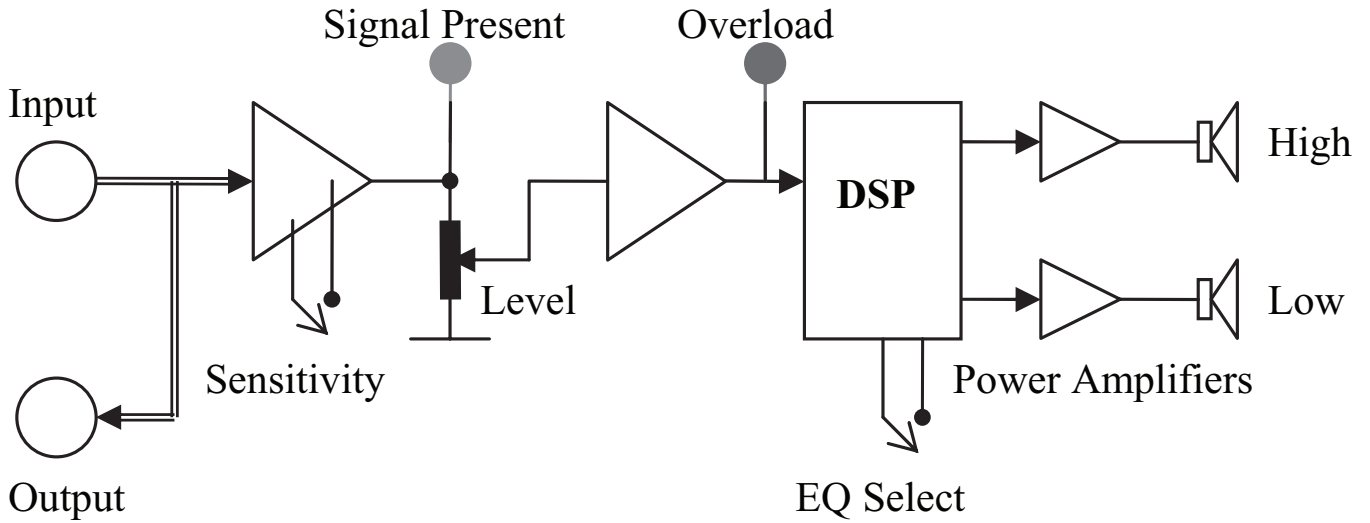 Signal Present
Overload
Input
High
DSP
Level
Low
Sensitivity
Power Amplifiers
Output
EQ Select